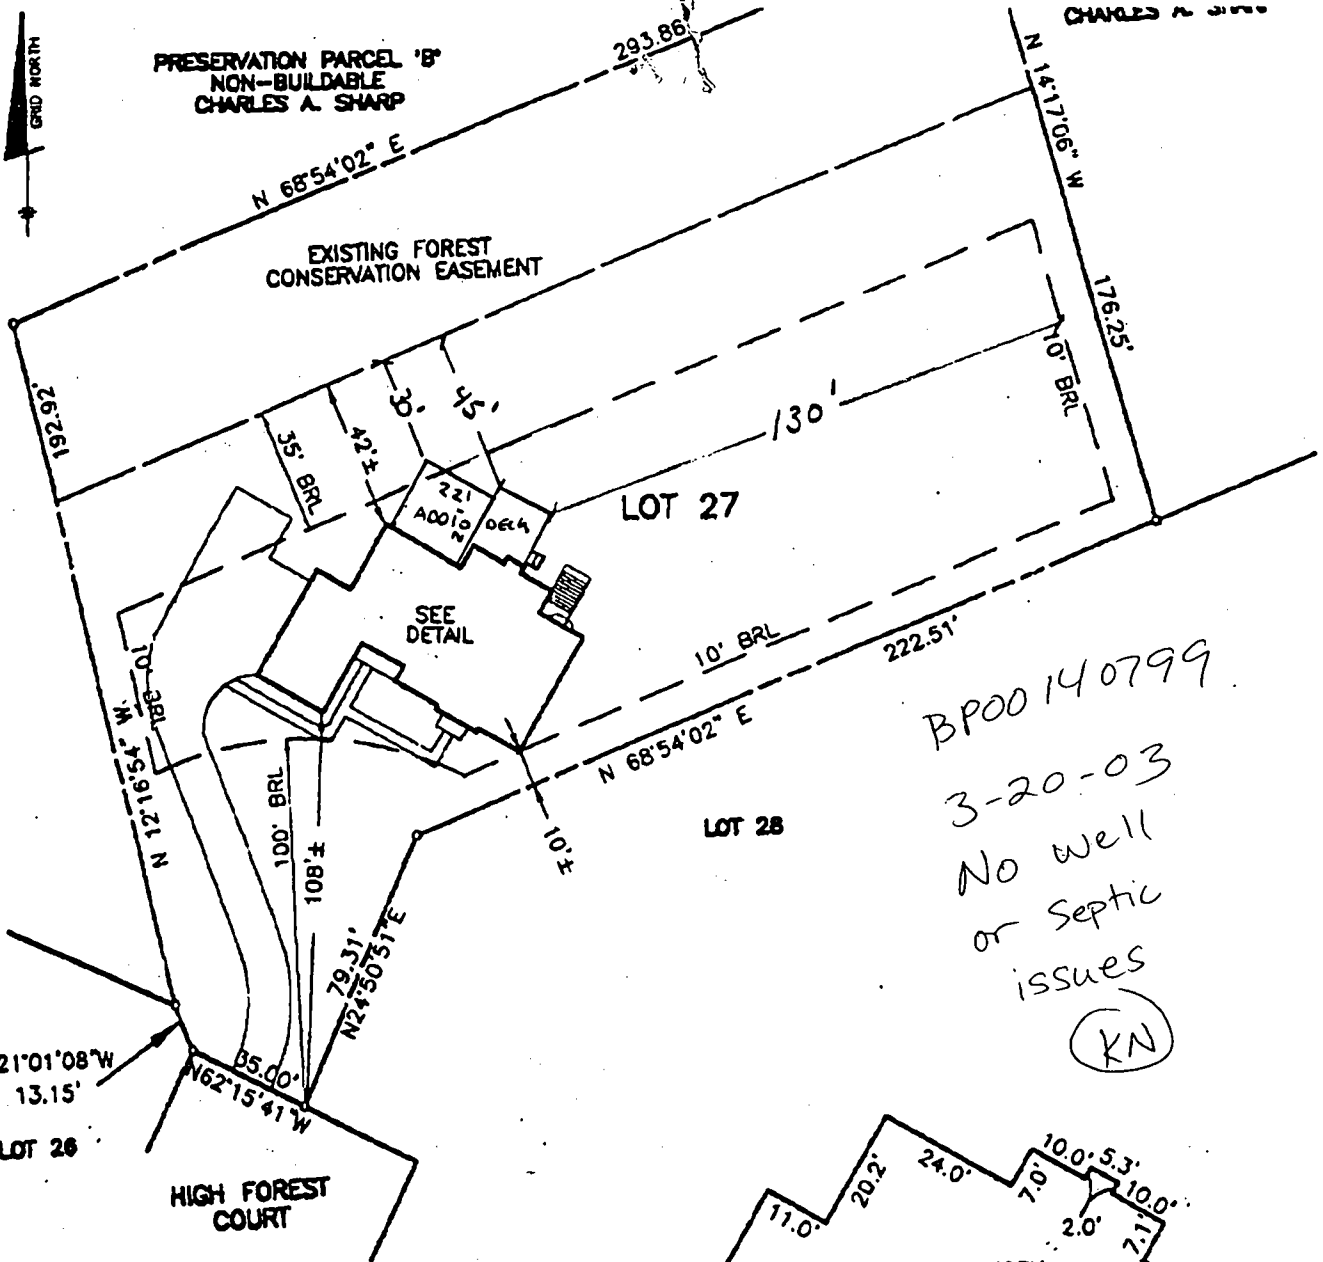 CHARLES A.
GRID NORTH
PRESERVATION PARCEL 'B'
NON-BUILDABLE
CHARLES A. SHARP
293.86'
N 68°54'02" E
N 14°17'06" W
EXISTING FOREST
CONSERVATION EASEMENT
176.25'
192.92'
35' BRL
42'±
30'
45'
130'
10' BRL
221
ADD
DECK
LOT 27
SEE
DETAIL
10' BRL
N 12°16'54" W
10' BRL
222.51'
N 68°54'02" E
100' BRL
108'±
10'±
LOT 28
BP00140799
3-20-03
No well
or septic
issues
KN
79.31'
N24°50'51"E
21°01'08"W
13.15'
35.00'
N62°15'41"W
LOT 26
HIGH FOREST
COURT
11.0'
20.2'
24.0'
7.0'
10.0'
5.3'
10.0'
2.0'
7.1'